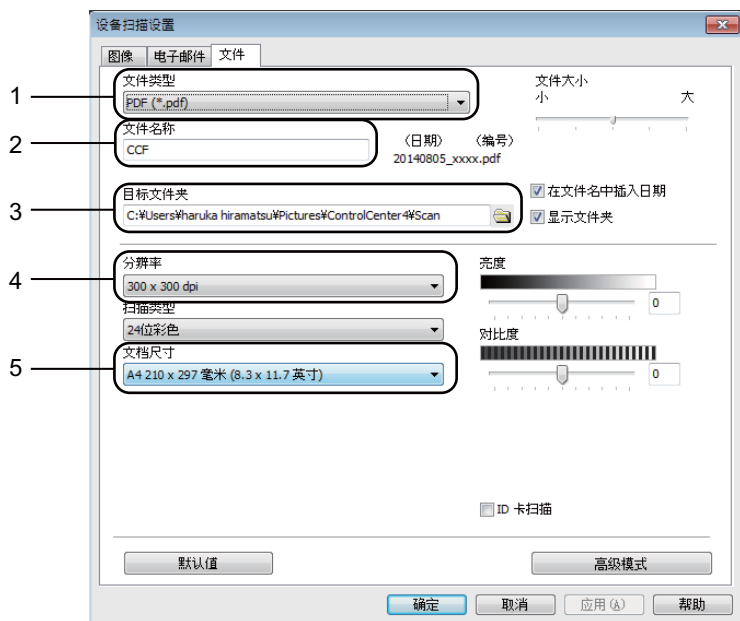 设备扫描设置
图像 电子邮件 文件
1
文件类型
PDF (*.pdf)
文件大小
小 大
2
文件名称
CCF
(日期) (编号)
20140805_xxxx.pdf
3
目标文件夹
C:¥Users¥haruka hiramatsu¥Pictures¥ControlCenter4¥Scan
在文件名中插入日期
显示文件夹
4
分辨率
300 x 300 dpi
亮度
0
扫描类型
24位彩色
对比度
0
5
文档尺寸
A4 210 x 297 毫米 (8.3 x 11.7 英寸)
ID 卡扫描
默认值 高级模式
确定 取消 应用(A) 帮助